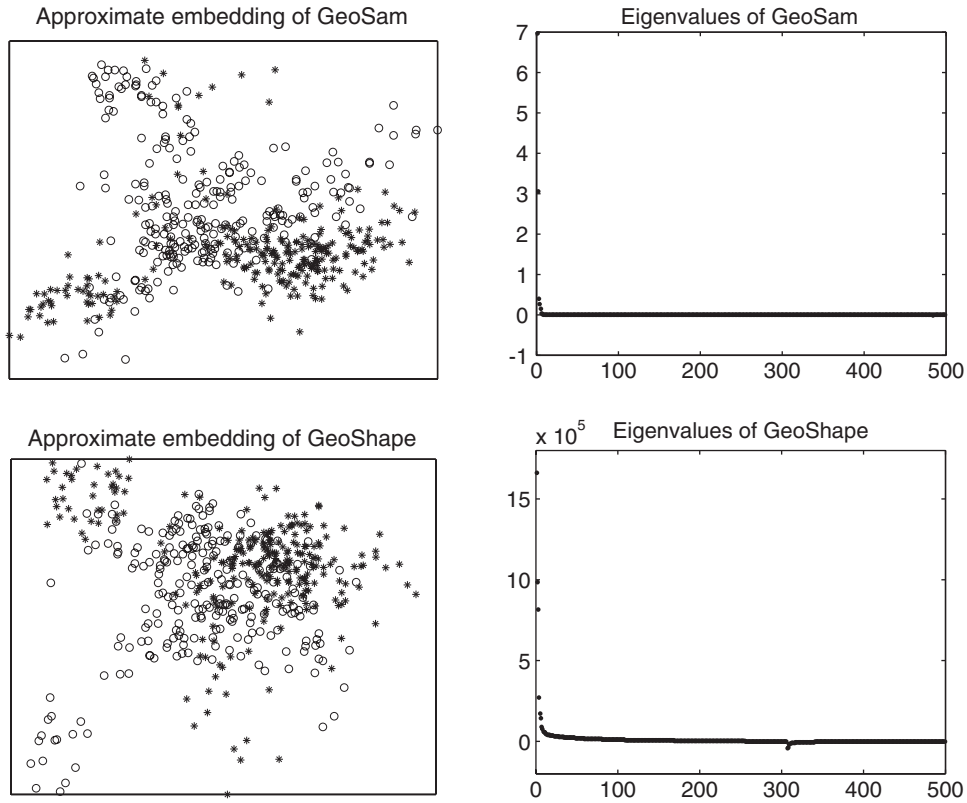 Approximate embedding of GeoSam
Eigenvalues of GeoSam
7
6
5
4
3
2
1
0
-1
0 100 200 300 400 500
Approximate embedding of GeoShape
x 10^5 Eigenvalues of GeoShape
15
10
5
0
0 100 200 300 400 500